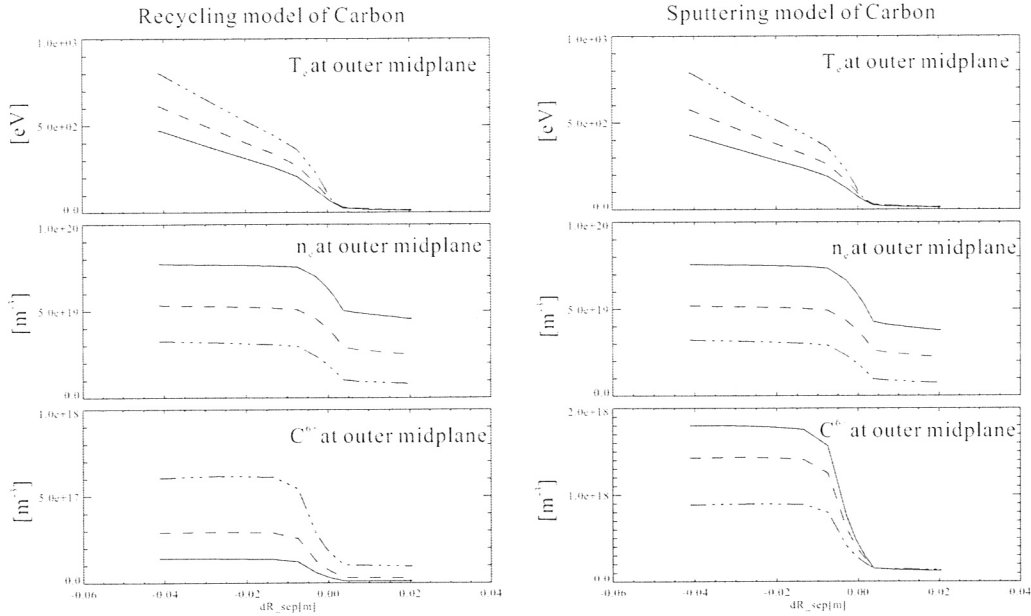 Recycling model of Carbon
1.0e+03
Te at outer midplane
[eV]
5.0e+02
0.0
1.0e+20
ne at outer midplane
[m⁻³]
5.0e+19
0.0
1.0e+18
at outer midplane
[m⁻³]
5.0e+17
0.0
-0.06 -0.04 -0.02 0.00 0.02 0.04
dR_sep[m]
Sputtering model of Carbon
1.0e+03
Te at outer midplane
[eV]
5.0e+02
0.0
1.0e+20
ne at outer midplane
[m⁻³]
5.0e+19
0.0
2.0e+18
at outer midplane
[m⁻³]
1.0e+18
0.0
-0.06 -0.04 -0.02 0.00 0.02 0.04
dR_sep[m]